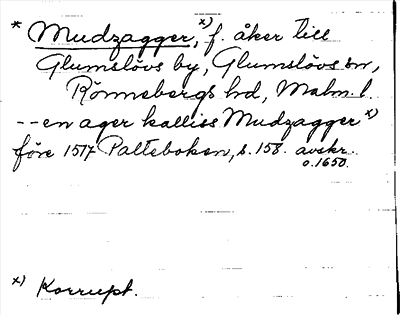 * Mudzagger, x) f. åker till
Glumslövs by, Glumslövs sn,
Rönnebergs hd, Malm. l.
-- en ager kalliss Mudzagger x)
före 1517 Palteboken, s. 158. avskr.
o. 1650.
x) Korrupt.